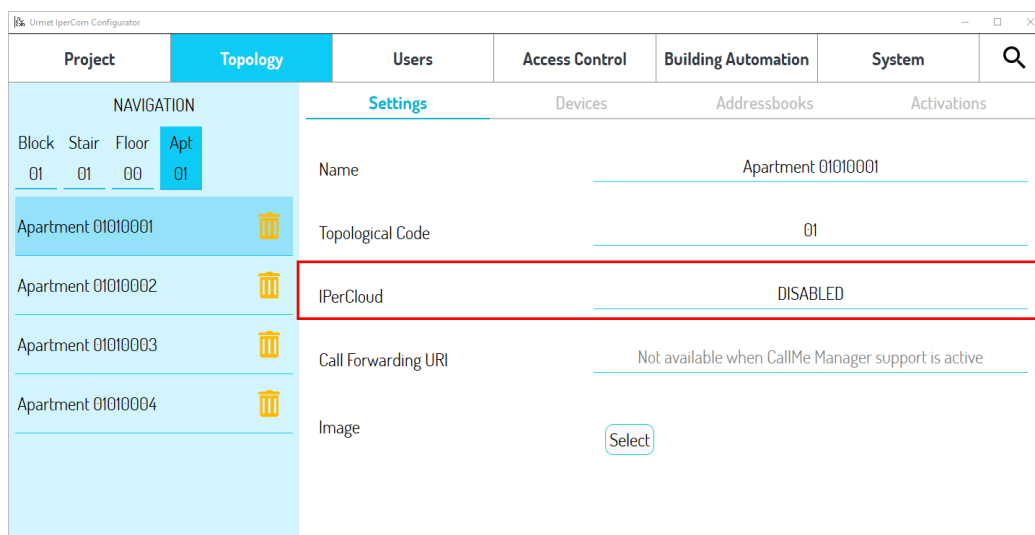 Urmet IperCom Configurator
Project Topology Users Access Control Building Automation System
NAVIGATION
Block Stair Floor Apt
01 01 00 01
Apartment 01010001
Apartment 01010002
Apartment 01010003
Apartment 01010004
Settings Devices Addressbooks Activations
Name Apartment 01010001
Topological Code 01
IPerCloud DISABLED
Call Forwarding URI Not available when CallMe Manager support is active
Image Select